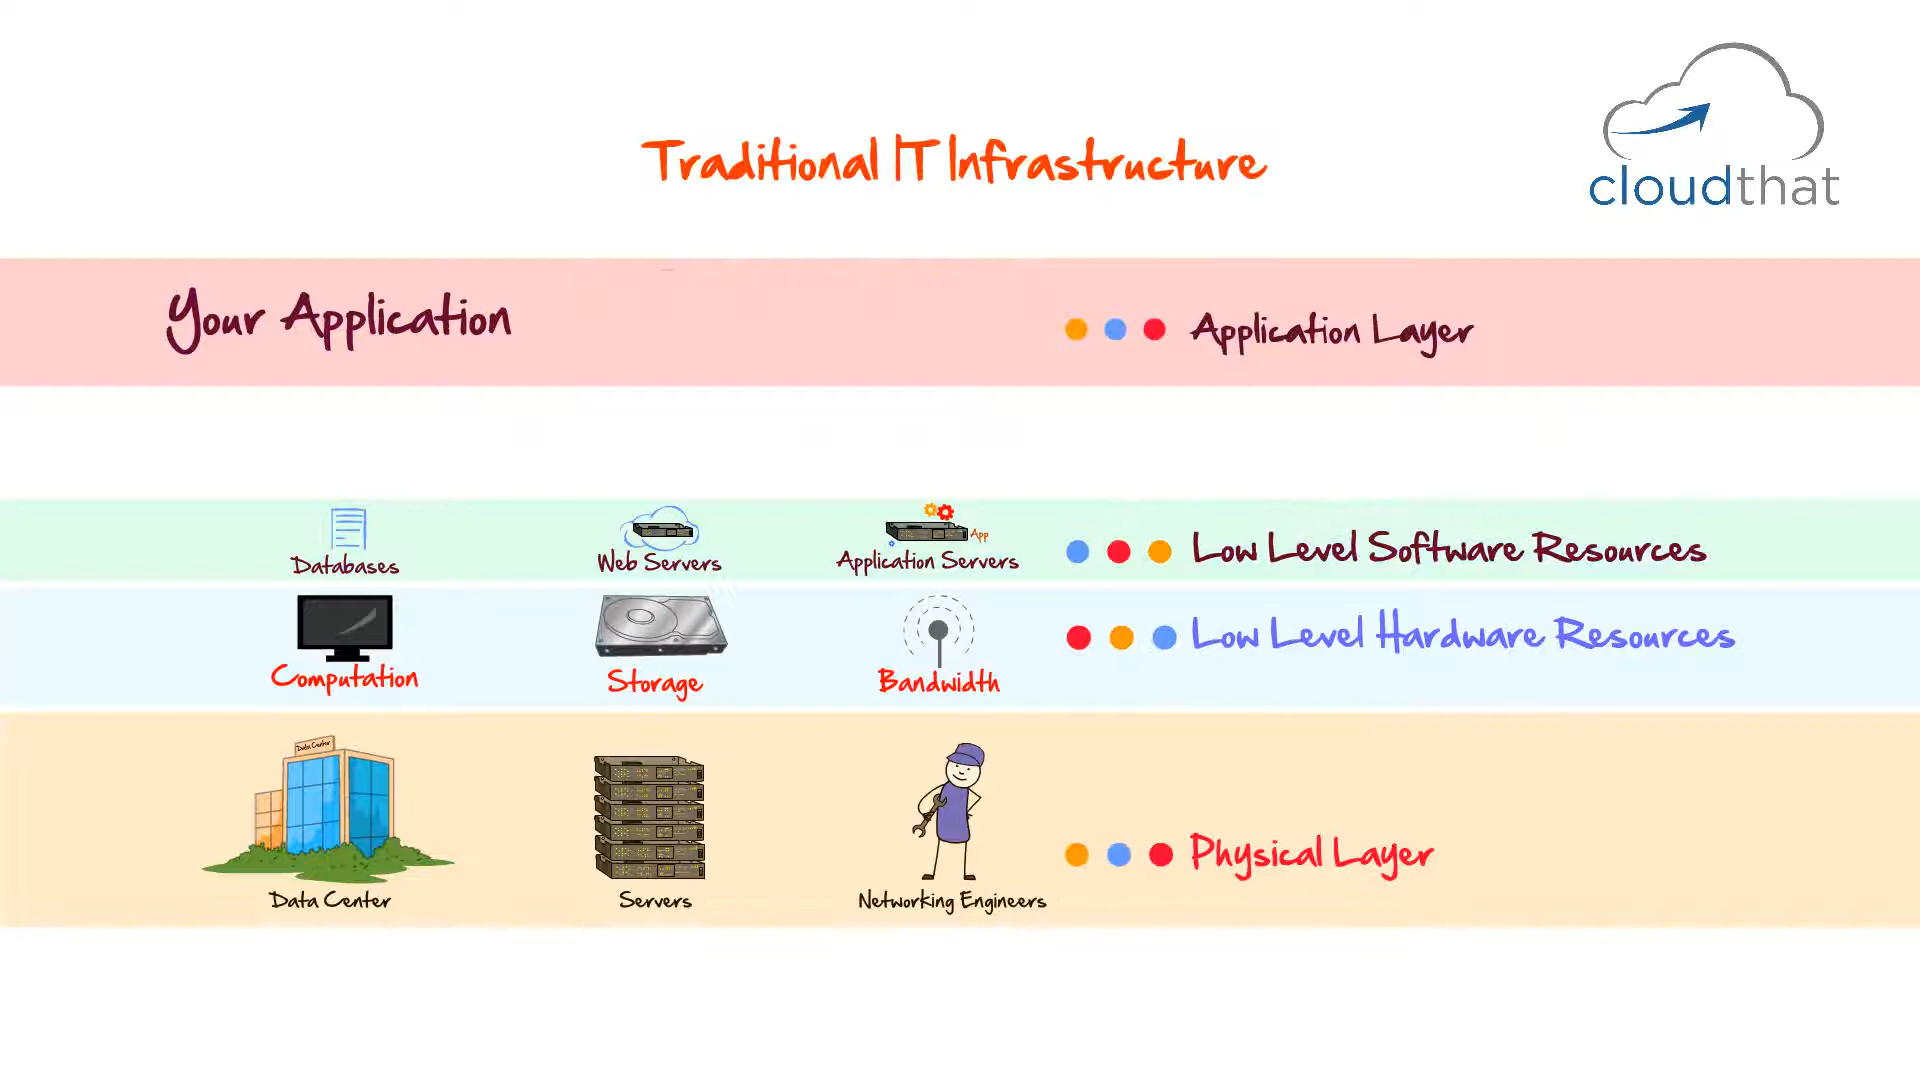 cloudthat
Traditional IT Infrastructure
Your Application
Application Layer
Databases
Web Servers
App
Application Servers
Low Level Software Resources
Computation
Storage
Bandwidth
Low Level Hardware Resources
Data Center
Data Center
Servers
Networking Engineers
Physical Layer